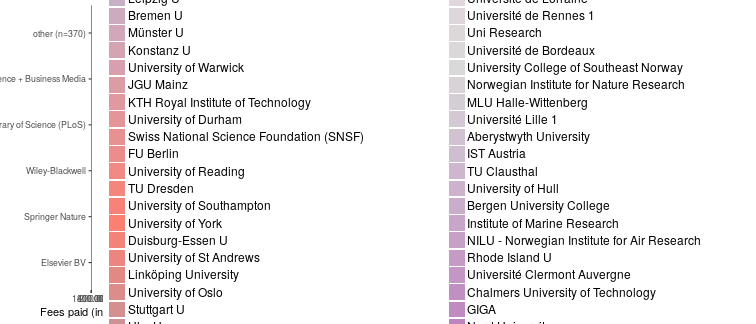 Leipzig U
Bremen U
Münster U
Konstanz U
University of Warwick
JGU Mainz
KTH Royal Institute of Technology
University of Durham
Swiss National Science Foundation (SNSF)
FU Berlin
University of Reading
TU Dresden
University of Southampton
University of York
Duisburg-Essen U
University of St Andrews
Linköping University
University of Oslo
Stuttgart U
Université de Lorraine
Université de Rennes 1
Uni Research
Université de Bordeaux
University College of Southeast Norway
Norwegian Institute for Nature Research
MLU Halle-Wittenberg
Université Lille 1
Aberystwyth University
IST Austria
TU Clausthal
University of Hull
Bergen University College
Institute of Marine Research
NILU - Norwegian Institute for Air Research
Rhode Island U
Université Clermont Auvergne
Chalmers University of Technology
GIGA
other (n=370)
ence + Business Media
rary of Science (PLoS)
Wiley-Blackwell
Springer Nature
Elsevier BV
Fees paid (in